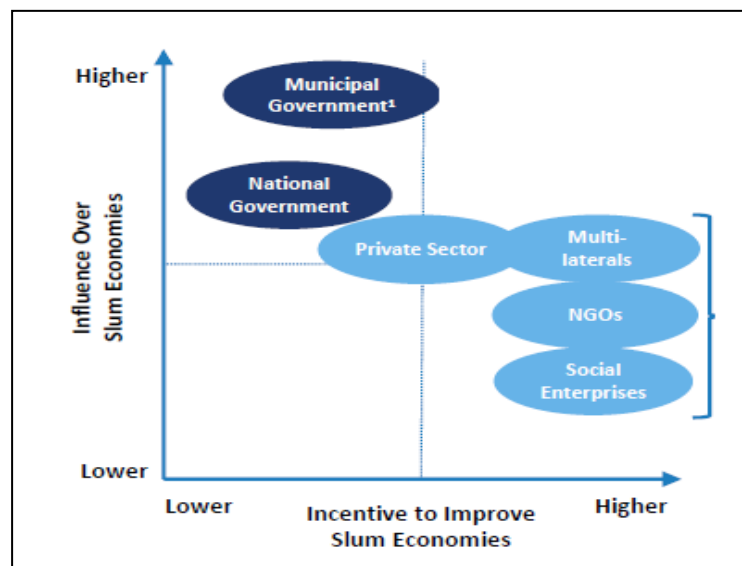 Higher
Municipal
Government¹
National
Government
Private Sector
Multi-
laterals
NGOs
Social
Enterprises
Influence Over
Slum Economies
Lower
Lower
Incentive to Improve
Slum Economies
Higher